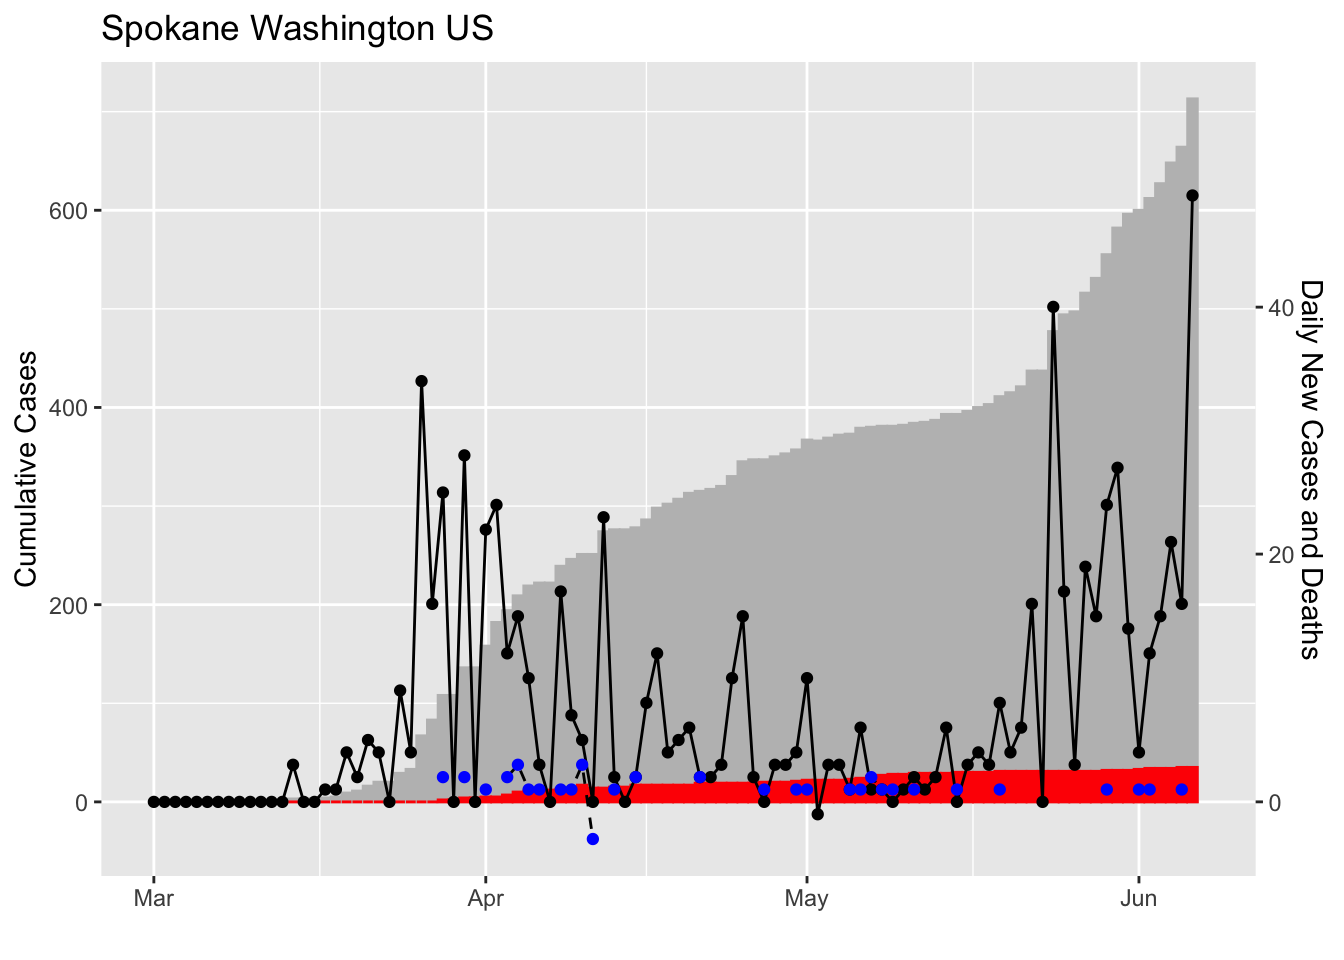 Spokane Washington US
Cumulative Cases
600
400
200
0
40
20
0
Daily New Cases and Deaths
Mar
Apr
May
Jun